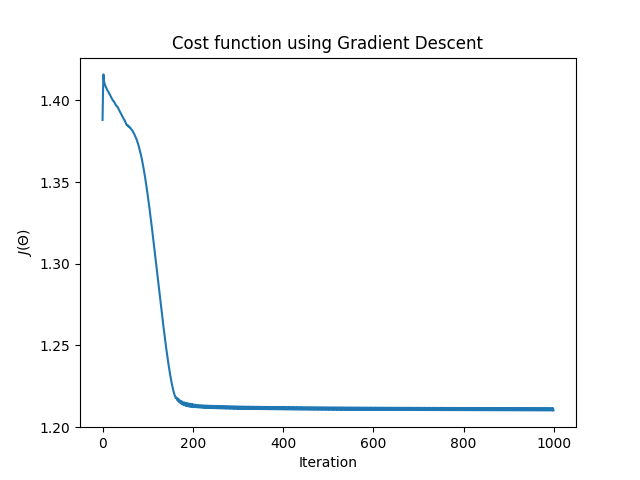 Cost function using Gradient Descent
1.40
1.35
1.30
1.25
1.20
J(Θ)
0 200 400 600 800 1000
Iteration